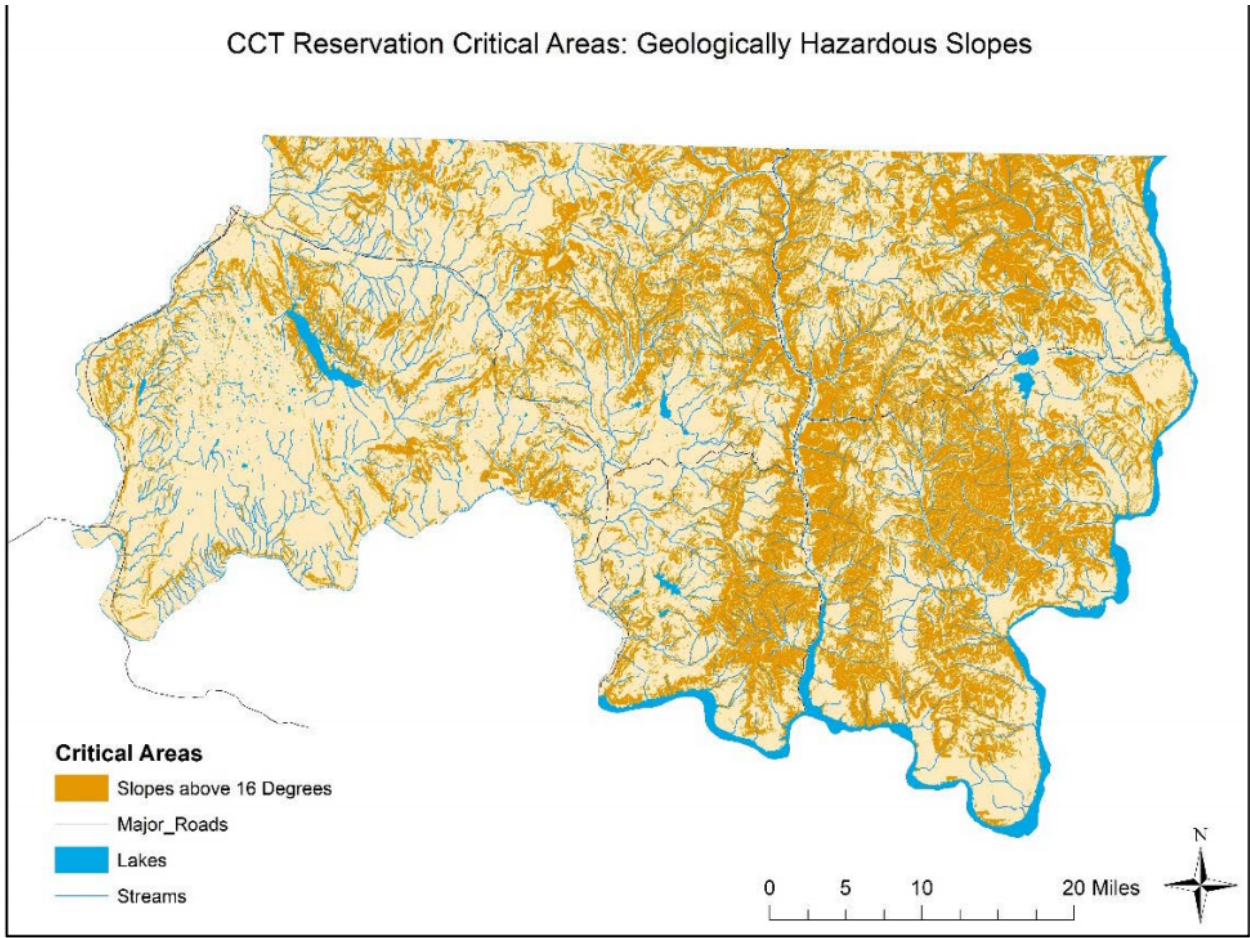 CCT Reservation Critical Areas: Geologically Hazardous Slopes
Critical Areas
Slopes above 16 Degrees
Major_Roads
Lakes
Streams
0 5 10 20 Miles
N